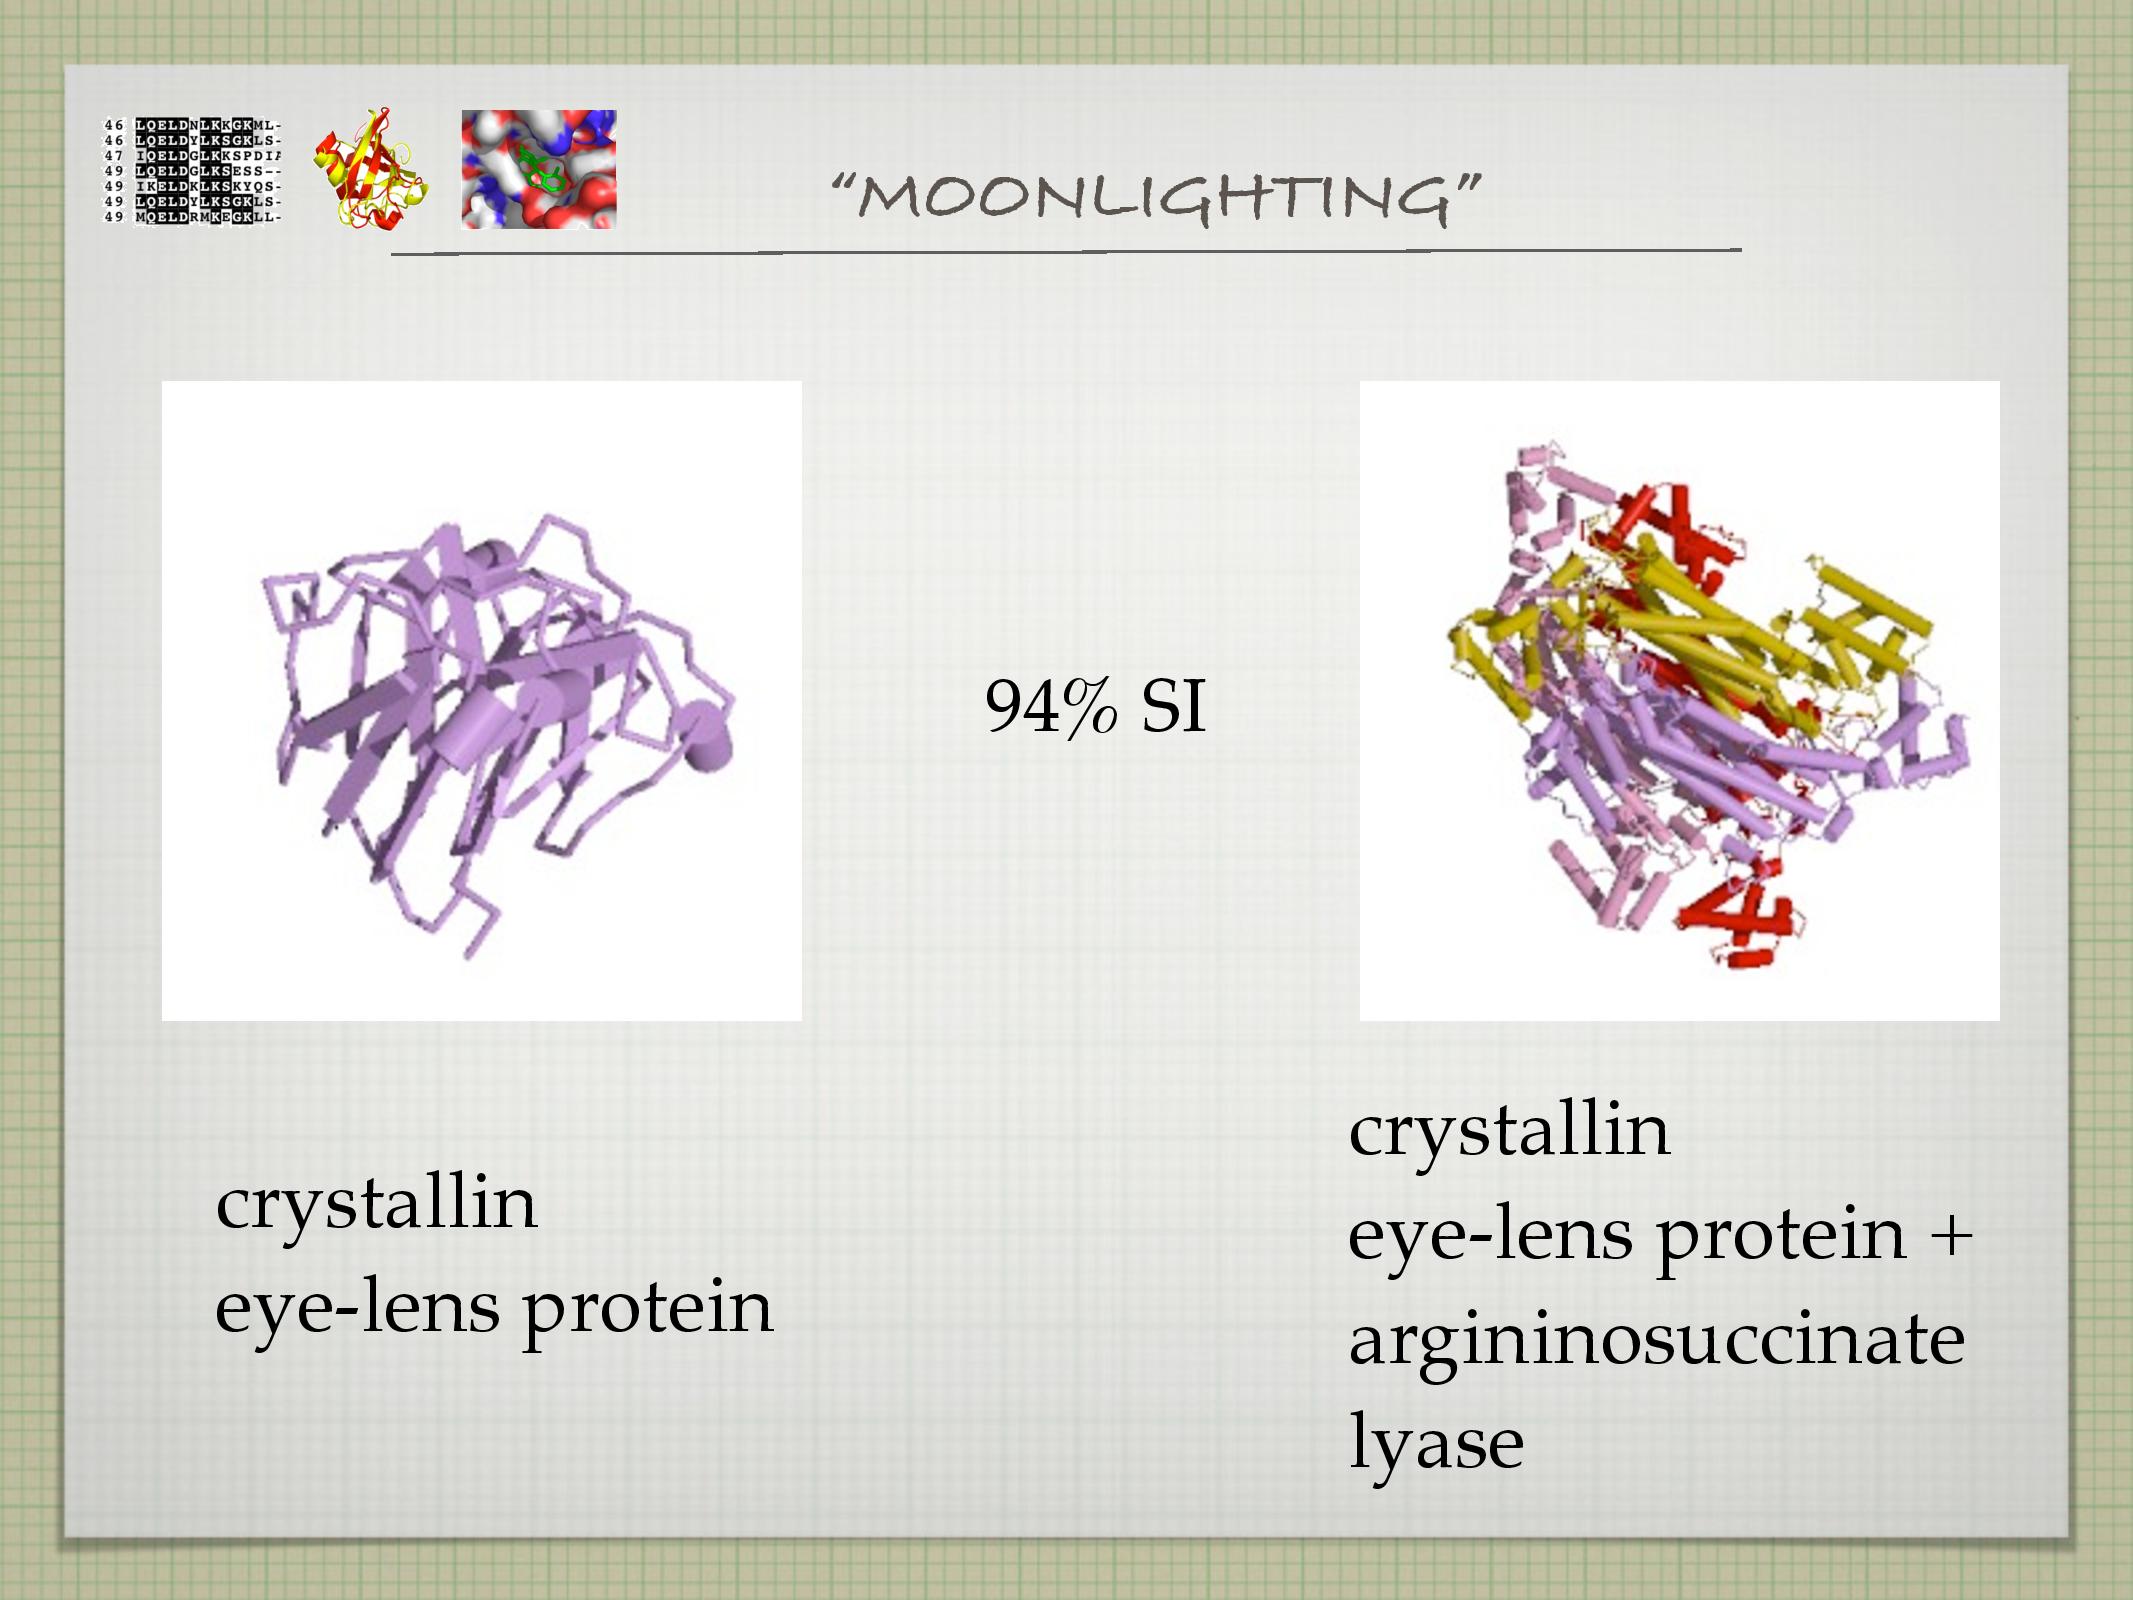 46 LQELDNLKKGKML-
46 LQELDYLKSGKLS-
47 IQELDGLKKSPDIA
49 LQELDGLKSESS--
49 IKELDKLKSKYQS-
49 LQELDYLKSGKLS-
49 MQELDRMKEGKLL-
“MOONLIGHTING”
94% SI
crystallin
eye-lens protein
crystallin
eye-lens protein +
argininosuccinate
lyase